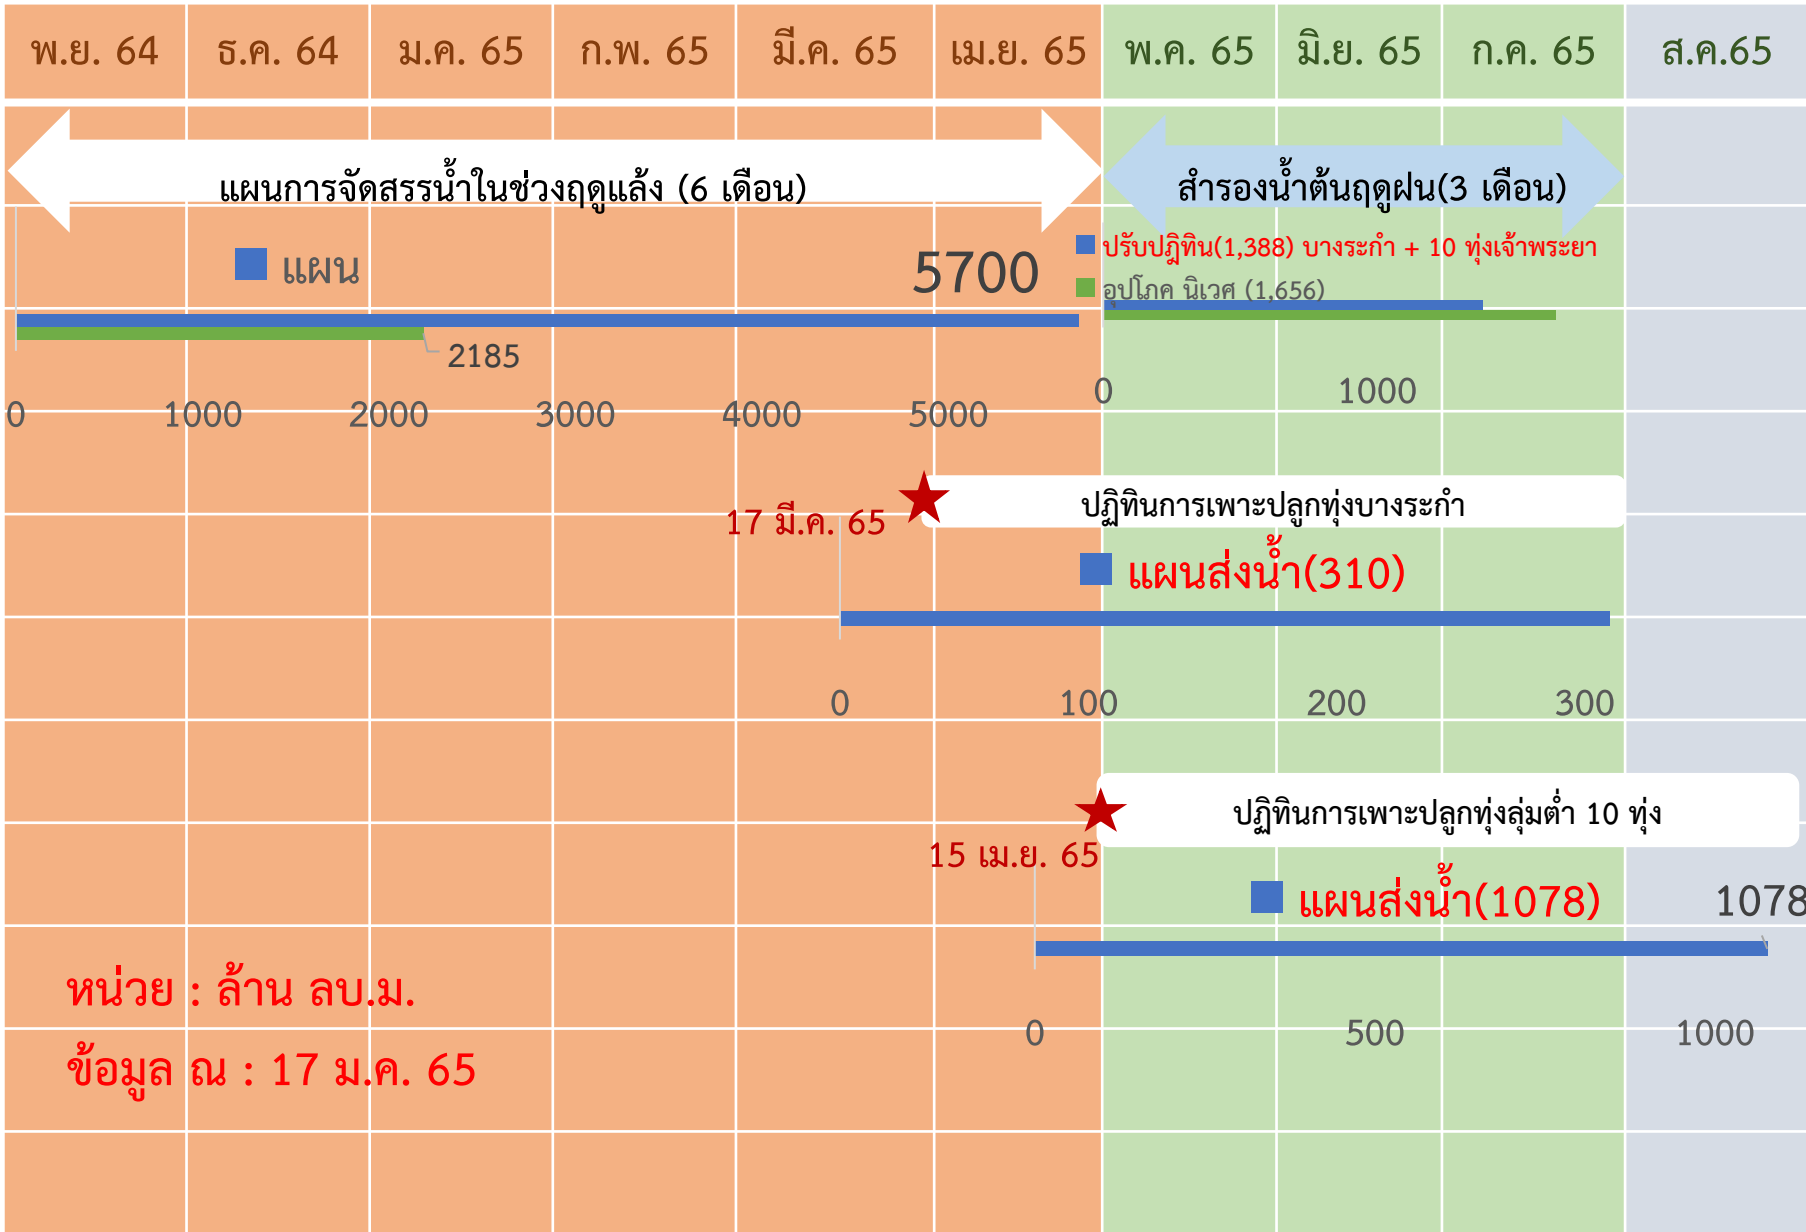 พ.ย. 64 ธ.ค. 64 ม.ค. 65 ก.พ. 65 มี.ค. 65 เม.ย. 65 พ.ค. 65 มิ.ย. 65 ก.ค. 65 ส.ค.65
แผนการจัดสรรน้ำในช่วงฤดูแล้ง (6 เดือน)
สำรองน้ำต้นฤดูฝน(3 เดือน)
แผน
5700
ปรับปฎิทิน(1,388) บางระกำ + 10 ทุ่งเจ้าพระยา
อุปโภค นิเวศ (1,656)
2185
0 1000 2000 3000 4000 5000
0 1000
ปฏิทินการเพาะปลูกทุ่งบางระกำ
17 มี.ค. 65
แผนส่งน้ำ(310)
0 100 200 300
ปฏิทินการเพาะปลูกทุ่งลุ่มต่ำ 10 ทุ่ง
15 เม.ย. 65
แผนส่งน้ำ(1078)
1078
หน่วย : ล้าน ลบ.ม.
0 500 1000
ข้อมูล ณ : 17 ม.ค. 65